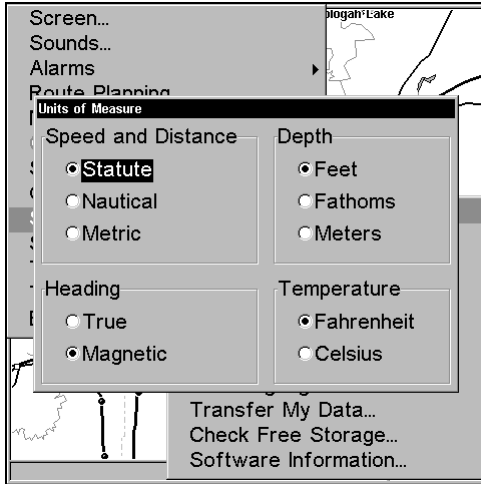 Screen...
Sounds...
Alarms
Route Planning
Units of Measure
Speed and Distance
Statute
Nautical
Metric
Depth
Feet
Fathoms
Meters
Heading
True
Magnetic
Temperature
Fahrenheit
Celsius
Transfer My Data...
Check Free Storage...
Software Information...